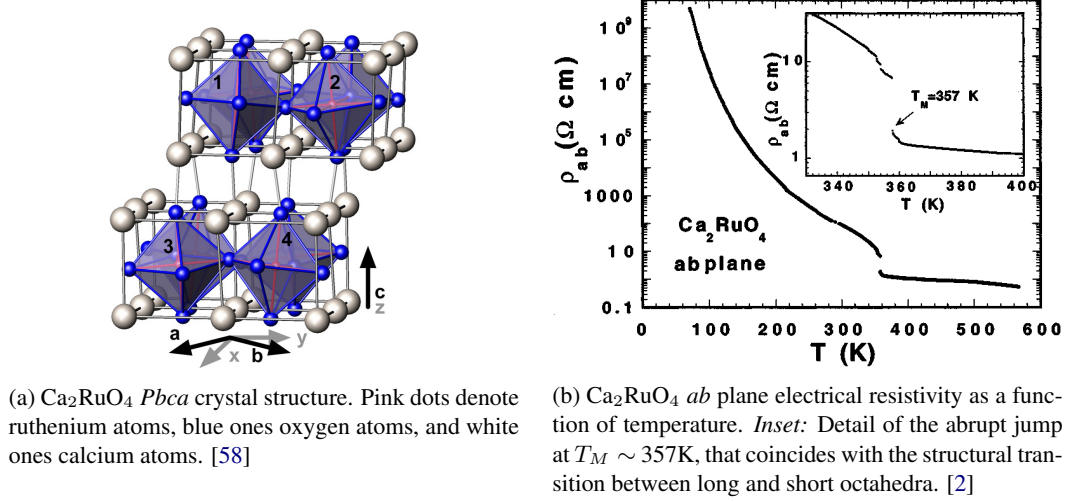 1
2
3
4
c
z
a
x
b
y
ρab(Ω cm)
10⁹
10⁷
10⁵
1000
10
0.1
Ca₂RuO₄
ab plane
0 100 200 300 400 500 600
T (K)
ρab(Ω cm)
10
1
T_M=357 K
340 360 380 400
T (K)
(a) Ca₂RuO₄ Pbca crystal structure. Pink dots denote
ruthenium atoms, blue ones oxygen atoms, and white
ones calcium atoms. [58]
(b) Ca₂RuO₄ ab plane electrical resistivity as a func-
tion of temperature. Inset: Detail of the abrupt jump
at T_M ∼ 357K, that coincides with the structural tran-
sition between long and short octahedra. [2]